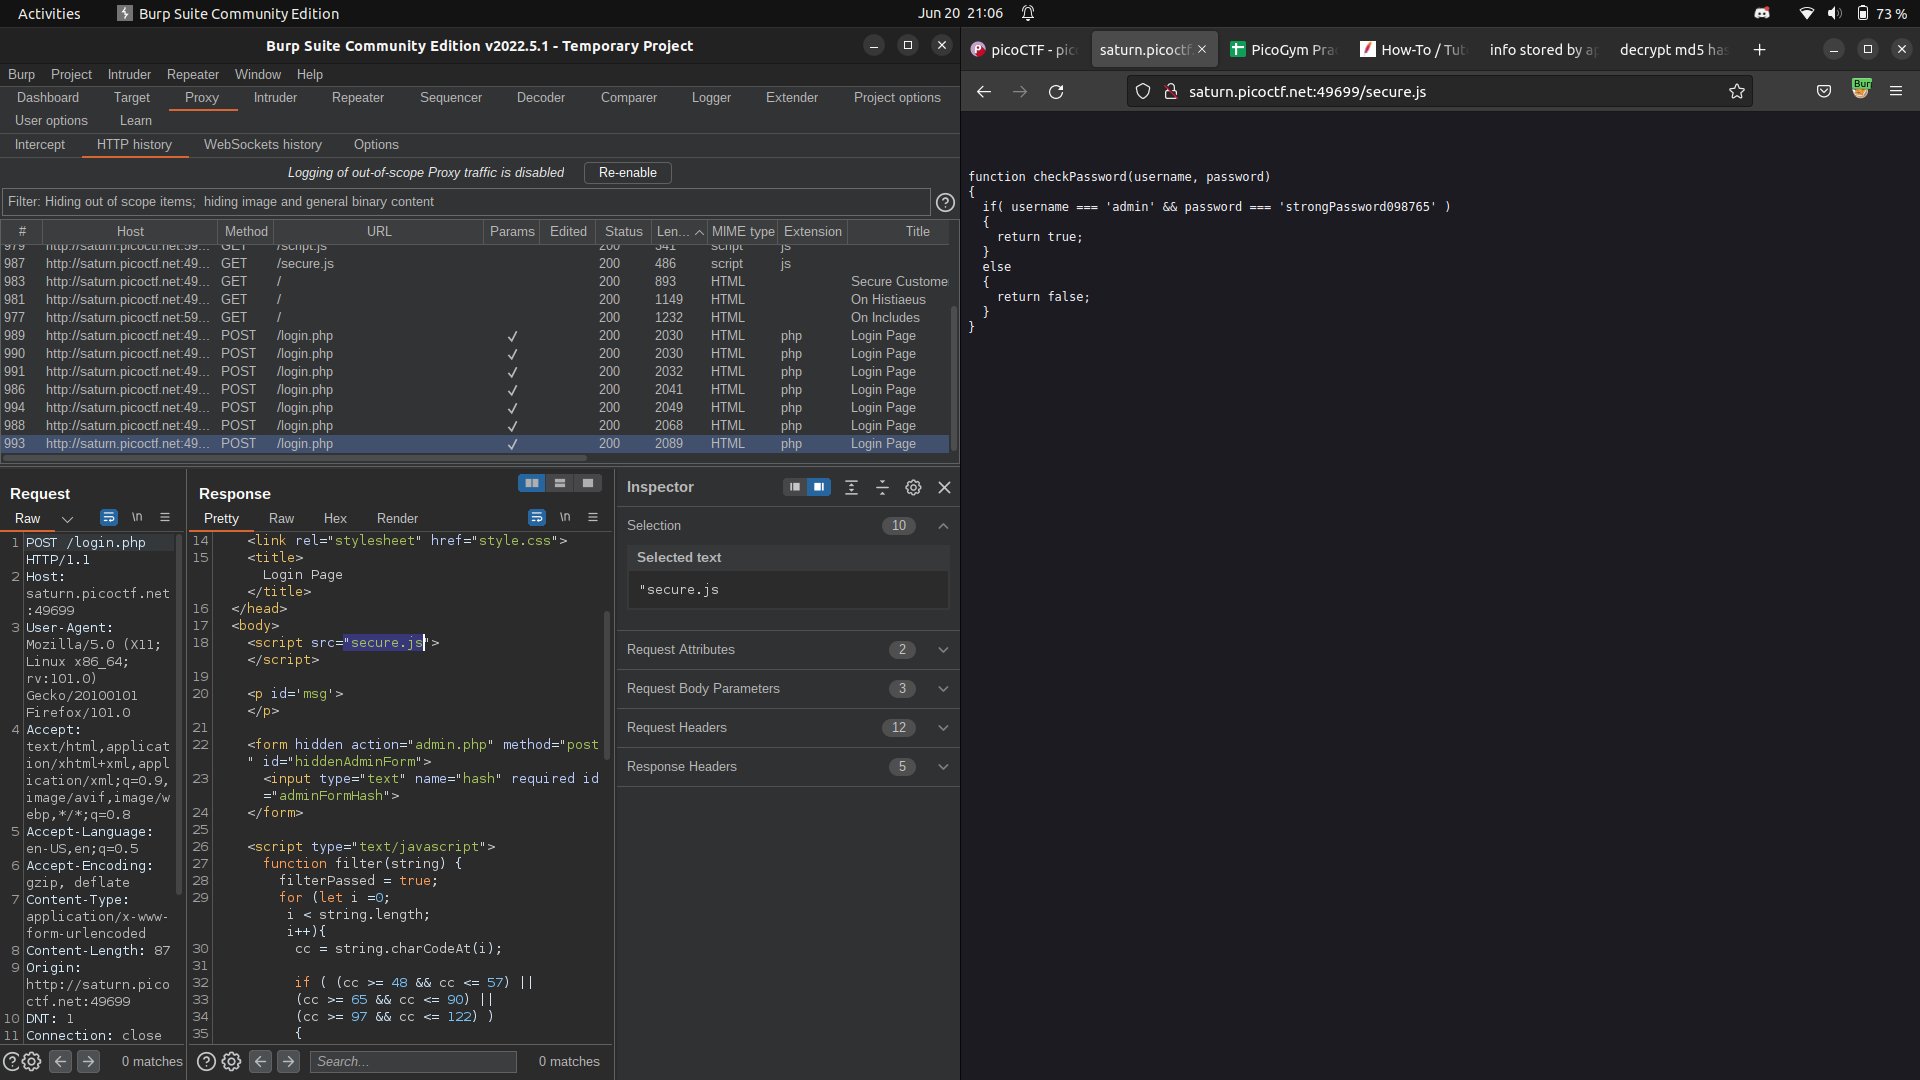 Activities
Burp Suite Community Edition
Jun 20 21:06
73 %
Burp Suite Community Edition v2022.5.1 - Temporary Project
Burp Project Intruder Repeater Window Help
Dashboard Target Proxy Intruder Repeater Sequencer Decoder Comparer Logger Extender Project options
User options Learn
Intercept HTTP history WebSockets history Options
Logging of out-of-scope Proxy traffic is disabled Re-enable
Filter: Hiding out of scope items; hiding image and general binary content
# Host Method URL Params Edited Status Len... MIME type Extension Title
979 http://saturn.picoctf.net:59... GET /script.js 200 341 script js
987 http://saturn.picoctf.net:49... GET /secure.js 200 486 script js
983 http://saturn.picoctf.net:49... GET / 200 893 HTML Secure Custome
981 http://saturn.picoctf.net:49... GET / 200 1149 HTML On Histiaeus
977 http://saturn.picoctf.net:59... GET / 200 1232 HTML On Includes
989 http://saturn.picoctf.net:49... POST /login.php ✓ 200 2030 HTML php Login Page
990 http://saturn.picoctf.net:49... POST /login.php ✓ 200 2030 HTML php Login Page
991 http://saturn.picoctf.net:49... POST /login.php ✓ 200 2032 HTML php Login Page
986 http://saturn.picoctf.net:49... POST /login.php ✓ 200 2041 HTML php Login Page
994 http://saturn.picoctf.net:49... POST /login.php ✓ 200 2049 HTML php Login Page
988 http://saturn.picoctf.net:49... POST /login.php ✓ 200 2068 HTML php Login Page
993 http://saturn.picoctf.net:49... POST /login.php ✓ 200 2089 HTML php Login Page
Request
Raw \n
1 POST /login.php
HTTP/1.1
2 Host:
saturn.picoctf.net
:49699
3 User-Agent:
Mozilla/5.0 (X11;
Linux x86_64;
rv:101.0)
Gecko/20100101
Firefox/101.0
4 Accept:
text/html,applicat
ion/xhtml+xml,appl
ication/xml;q=0.9,
image/avif,image/w
ebp,*/*;q=0.8
5 Accept-Language:
en-US,en;q=0.5
6 Accept-Encoding:
gzip, deflate
7 Content-Type:
application/x-www-
form-urlencoded
8 Content-Length: 87
9 Origin:
http://saturn.pico
ctf.net:49699
10 DNT: 1
11 Connection: close
0 matches
Response
Pretty Raw Hex Render \n
14 <link rel="stylesheet" href="style.css">
15 <title>
Login Page
</title>
16 </head>
17 <body>
18 <script src="secure.js">
</script>
19
20 <p id='msg'>
</p>
21
22 <form hidden action="admin.php" method="post
" id="hiddenAdminForm">
23 <input type="text" name="hash" required id
="adminFormHash">
24 </form>
25
26 <script type="text/javascript">
27 function filter(string) {
28 filterPassed = true;
29 for (let i =0;
i < string.length;
i++){
30 cc = string.charCodeAt(i);
31
32 if ( (cc >= 48 && cc <= 57) ||
33 (cc >= 65 && cc <= 90) ||
34 (cc >= 97 && cc <= 122) )
35 {
Search... 0 matches
Inspector
Selection 10
Selected text
"secure.js
Request Attributes 2
Request Body Parameters 3
Request Headers 12
Response Headers 5
picoCTF - pic
saturn.picoctf.
PicoGym Pra
How-To / Tut
info stored by ap
decrypt md5 has
saturn.picoctf.net:49699/secure.js
Burp
function checkPassword(username, password)
{
if( username === 'admin' && password === 'strongPassword098765' )
{
return true;
}
else
{
return false;
}
}